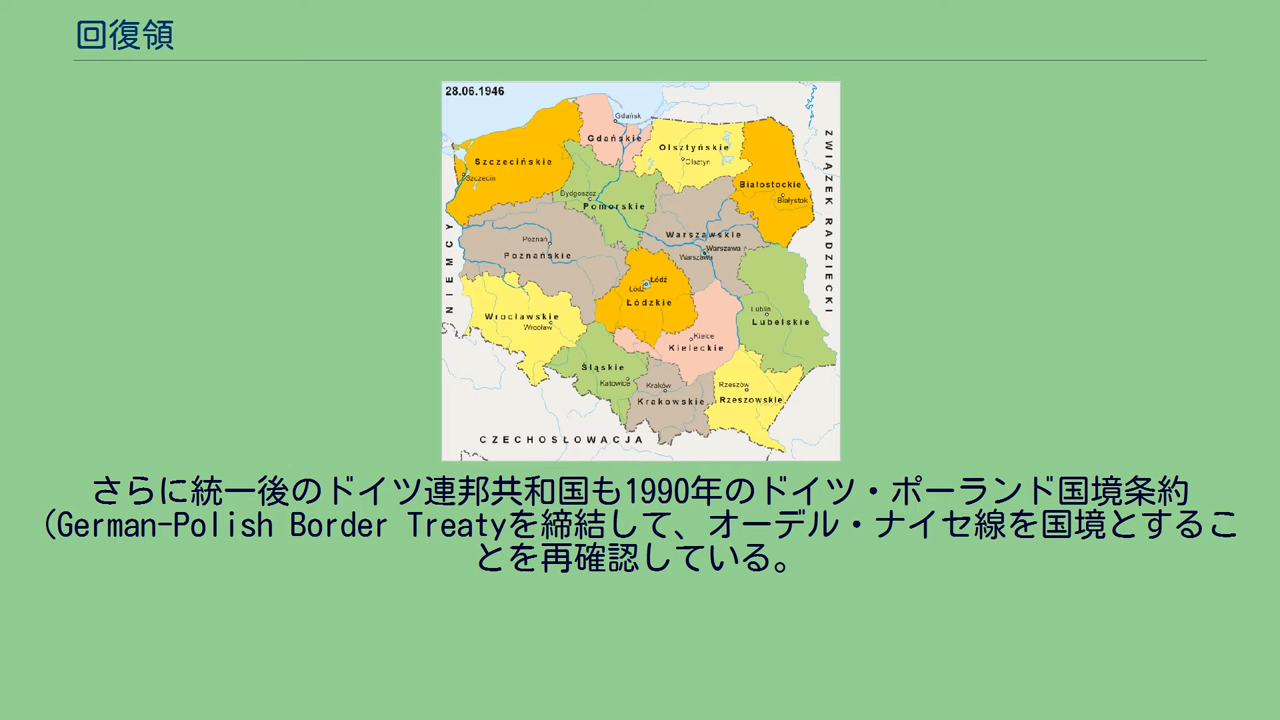 回復領
28.06.1946
Gdańsk
Gdańskie
Olsztyńskie
Olsztyn
Szczecińskie
Szczecin
Białostockie
Białystok
Bydgoszcz
Pomorskie
ZWIĄZEK RADZIECKI
NIEMCY
Poznań
Poznańskie
Warszawskie
Warszawa
Warszawa
Łódź
Łódź
Łódzkie
Wrocławskie
Wrocław
Lublin
Lubelskie
Kielce
Kieleckie
Śląskie
Katowice
Kraków
Krakowskie
Rzeszów
Rzeszowskie
CZECHOSŁOWACJA
さらに統一後のドイツ連邦共和国も1990年のドイツ・ポーランド国境条約
(German-Polish Border Treatyを締結して、オーデル・ナイセ線を国境とするこ
とを再確認している。